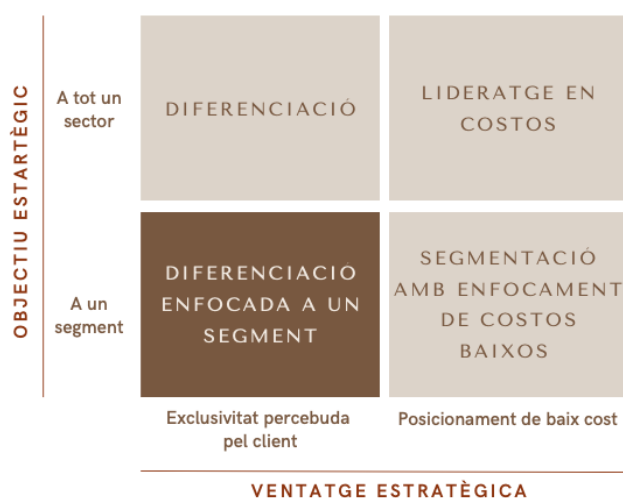 OBJECTIU ESTARTÈGIC
A tot un
sector
DIFERENCIACIÓ
LIDERATGE EN
COSTOS
A un
segment
DIFERENCIACIÓ
ENFOCADA A UN
SEGMENT
SEGMENTACIÓ
AMB ENFOCAMENT
DE COSTOS
BAIXOS
Exclusivitat percebuda
pel client
Posicionament de baix cost
VENTATGE ESTRATÈGICA